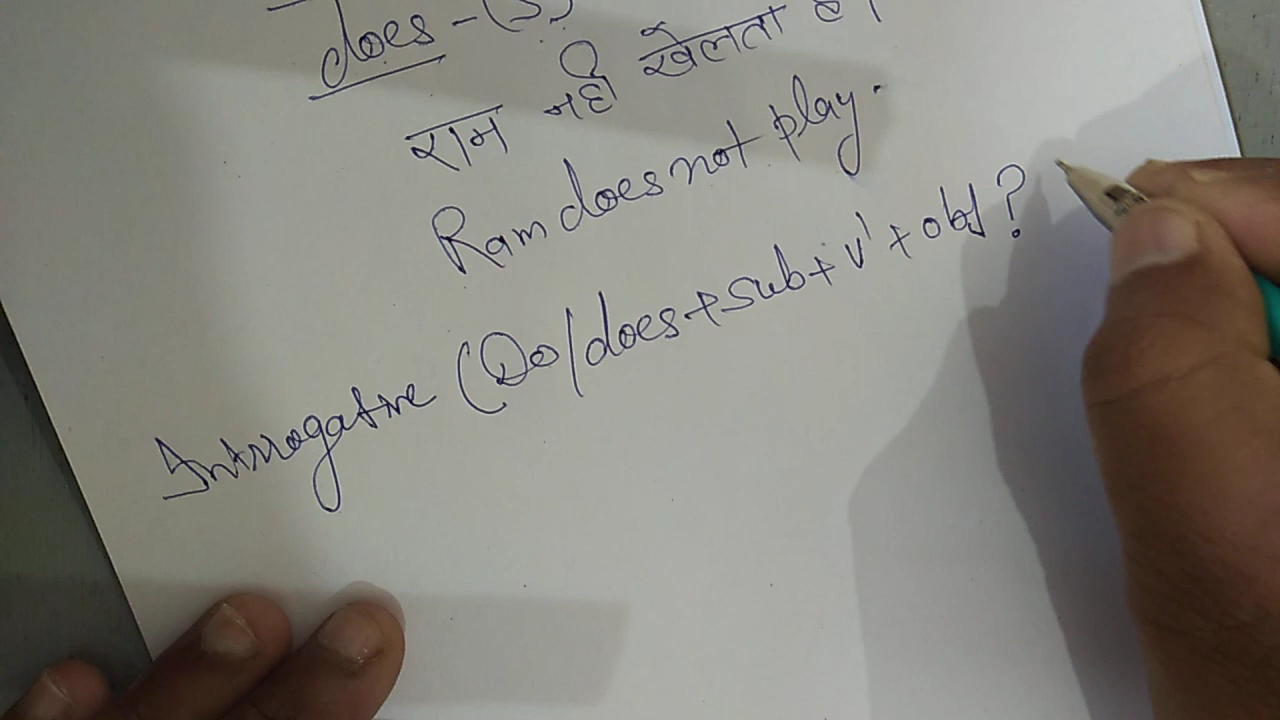 does - (S)
राम नही खेलता है।
Ram does not play.
Interrogative (Do/does + sub + v¹ + obj ?